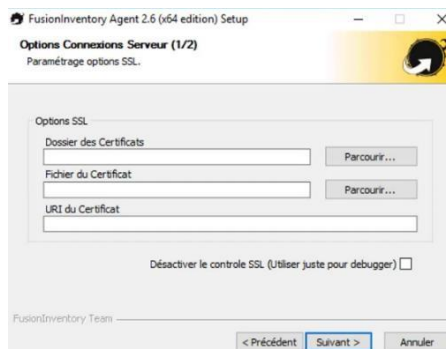 FusionInventory Agent 2.6 (x64 edition) Setup
Options Connexions Serveur (1/2)
Paramétrage options SSL.
Options SSL
Dossier des Certificats
Parcourir...
Fichier du Certificat
Parcourir...
URI du Certificat
Désactiver le controle SSL (Utiliser juste pour debugger)
FusionInventory Team
< Précédent Suivant > Annuler